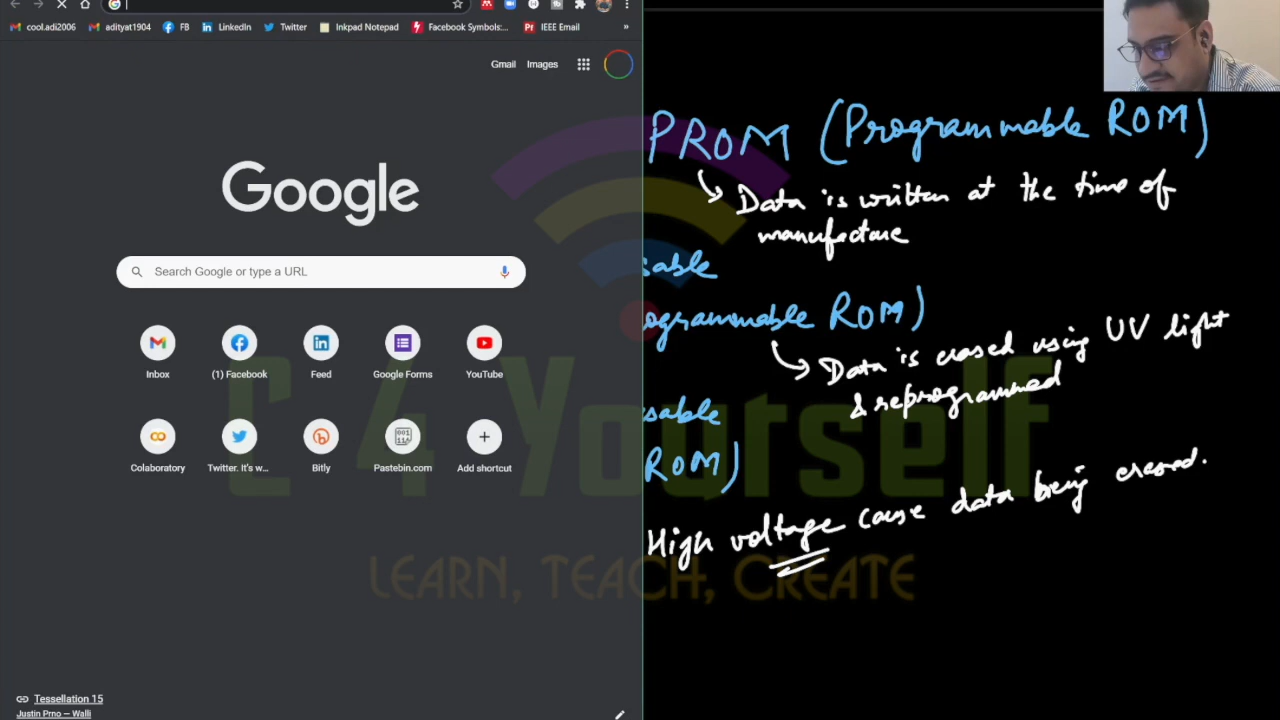 cool.adi2006 adityat1904 FB LinkedIn Twitter Inkpad Notepad Facebook Symbols:... IEEE Email »
Gmail Images
Google
Search Google or type a URL
Inbox (1) Facebook Feed Google Forms YouTube
Colaboratory Twitter. It's w... Bitly Pastebin.com Add shortcut
Tessellation 15
Justin Prno — Walli
PROM (Programmable ROM)
Data is written at the time of
manufacture
sable
ogrammable ROM)
Data is erased using UV light
& reprogrammed
sable
ROM)
High voltage cause data being erased.
C 4 Yourself
LEARN, TEACH, CREATE